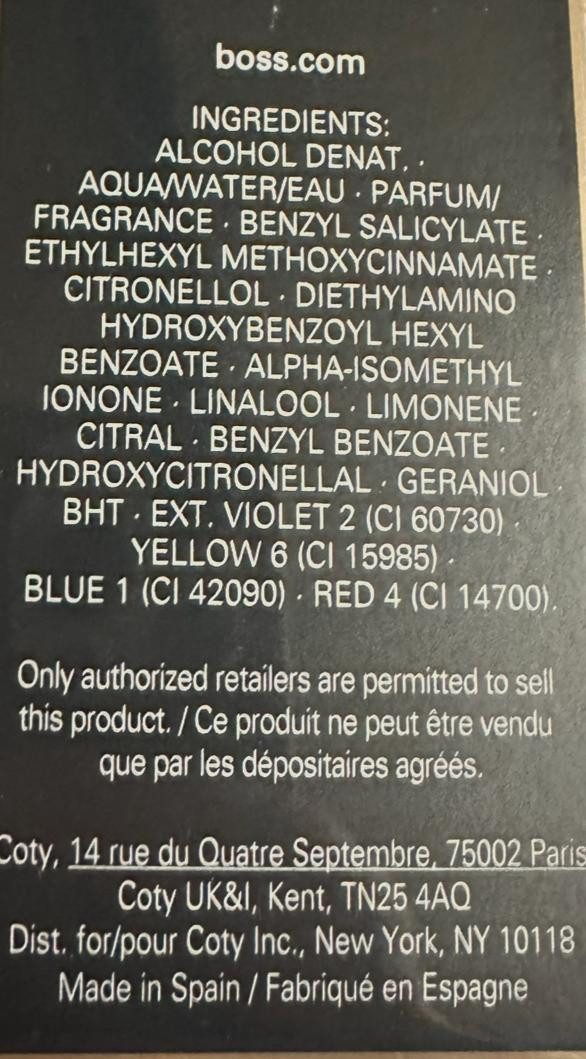 boss.com
INGREDIENTS:
ALCOHOL DENAT. ·
AQUA/WATER/EAU · PARFUM/
FRAGRANCE · BENZYL SALICYLATE ·
ETHYLHEXYL METHOXYCINNAMATE ·
CITRONELLOL · DIETHYLAMINO
HYDROXYBENZOYL HEXYL
BENZOATE · ALPHA-ISOMETHYL
IONONE · LINALOOL · LIMONENE ·
CITRAL · BENZYL BENZOATE ·
HYDROXYCITRONELLAL · GERANIOL ·
BHT · EXT. VIOLET 2 (CI 60730) ·
YELLOW 6 (CI 15985) ·
BLUE 1 (CI 42090) · RED 4 (CI 14700).
Only authorized retailers are permitted to sell
this product. / Ce produit ne peut être vendu
que par les dépositaires agréés.
Coty, 14 rue du Quatre Septembre, 75002 Paris
Coty UK&I, Kent, TN25 4AQ
Dist. for/pour Coty Inc., New York, NY 10118
Made in Spain / Fabriqué en Espagne